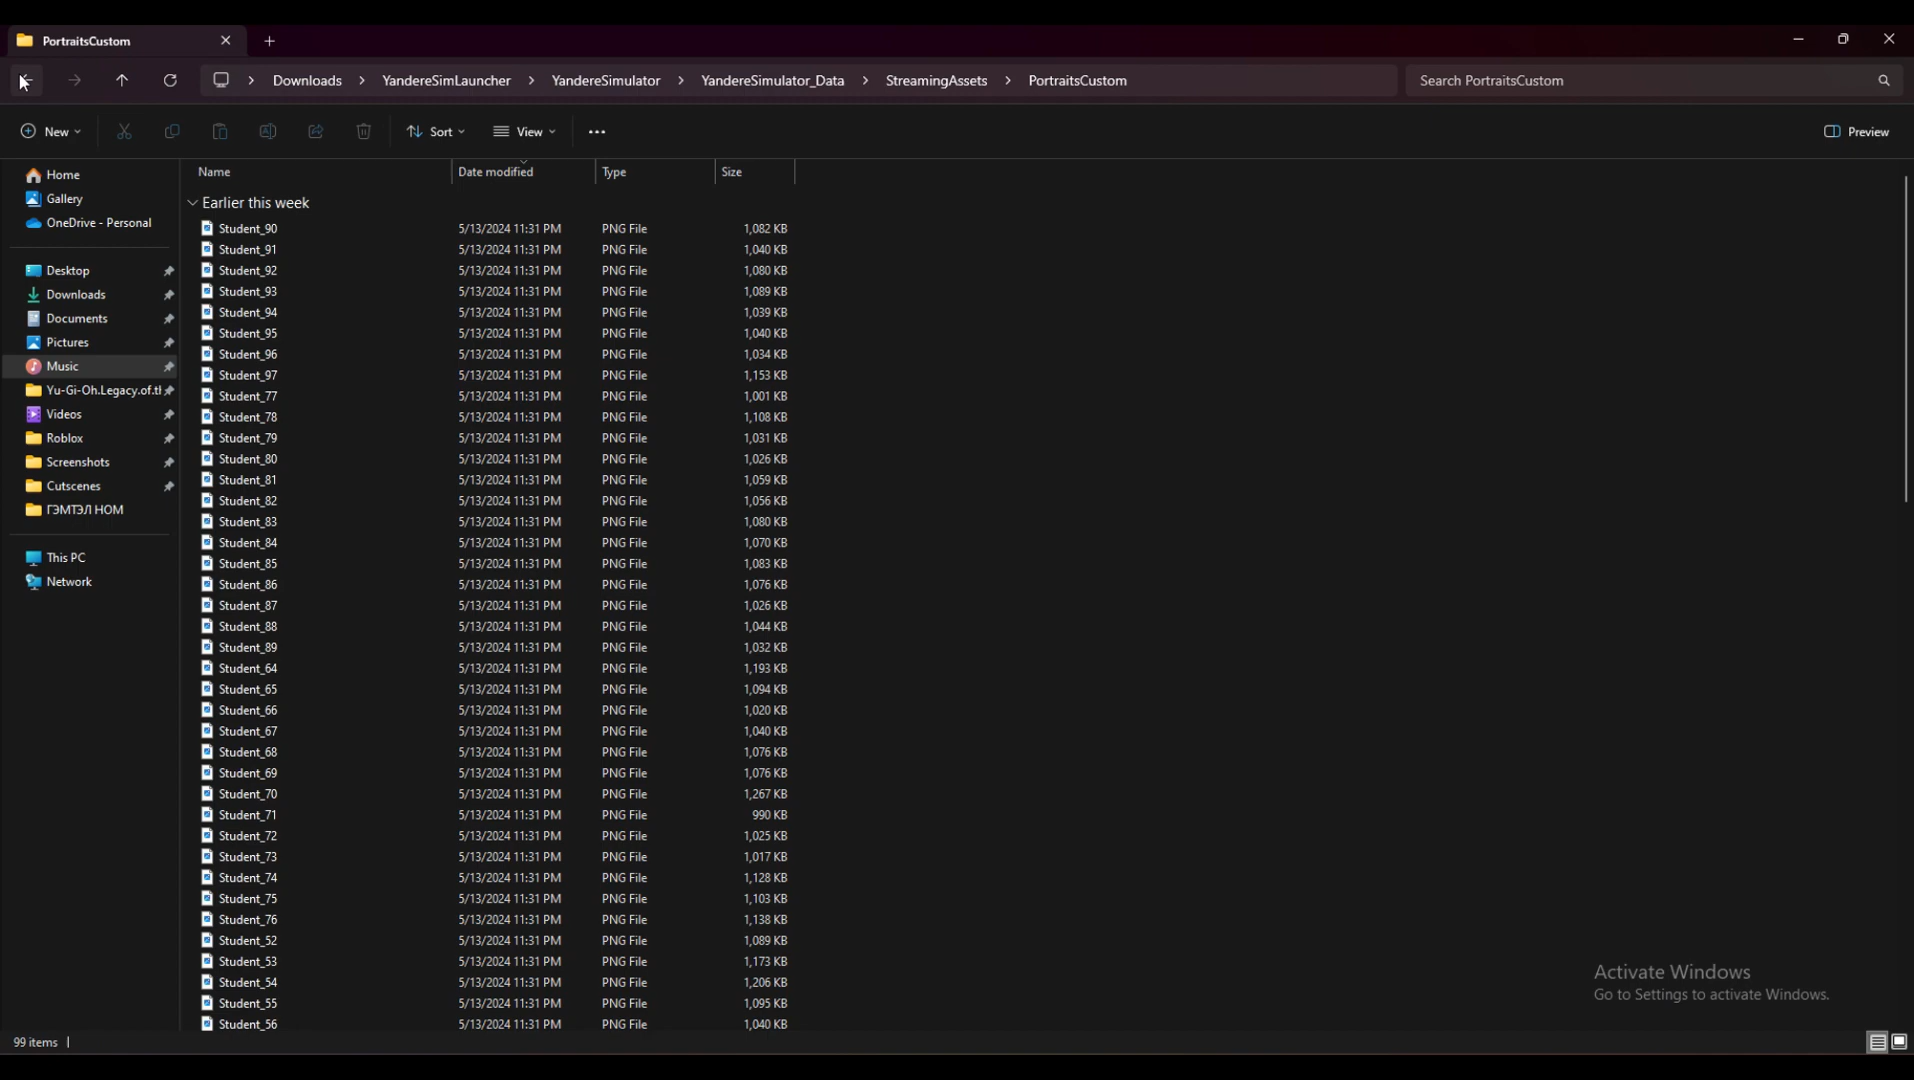 PortraitsCustom
Downloads > YandereSimLauncher > YandereSimulator > YandereSimulator_Data > StreamingAssets > PortraitsCustom
Search PortraitsCustom
New
Sort
View
Preview
Home
Gallery
OneDrive - Personal
Desktop
Downloads
Documents
Pictures
Music
Yu-Gi-Oh.Legacy.of.tl
Videos
Roblox
Screenshots
Cutscenes
ГЭМТЭЛ НОМ
This PC
Network
Name Date modified Type Size
Earlier this week
Student_90 5/13/2024 11:31 PM PNG File 1,082 KB
Student_91 5/13/2024 11:31 PM PNG File 1,040 KB
Student_92 5/13/2024 11:31 PM PNG File 1,080 KB
Student_93 5/13/2024 11:31 PM PNG File 1,089 KB
Student_94 5/13/2024 11:31 PM PNG File 1,039 KB
Student_95 5/13/2024 11:31 PM PNG File 1,040 KB
Student_96 5/13/2024 11:31 PM PNG File 1,034 KB
Student_97 5/13/2024 11:31 PM PNG File 1,153 KB
Student_77 5/13/2024 11:31 PM PNG File 1,001 KB
Student_78 5/13/2024 11:31 PM PNG File 1,108 KB
Student_79 5/13/2024 11:31 PM PNG File 1,031 KB
Student_80 5/13/2024 11:31 PM PNG File 1,026 KB
Student_81 5/13/2024 11:31 PM PNG File 1,059 KB
Student_82 5/13/2024 11:31 PM PNG File 1,056 KB
Student_83 5/13/2024 11:31 PM PNG File 1,080 KB
Student_84 5/13/2024 11:31 PM PNG File 1,070 KB
Student_85 5/13/2024 11:31 PM PNG File 1,083 KB
Student_86 5/13/2024 11:31 PM PNG File 1,076 KB
Student_87 5/13/2024 11:31 PM PNG File 1,026 KB
Student_88 5/13/2024 11:31 PM PNG File 1,044 KB
Student_89 5/13/2024 11:31 PM PNG File 1,032 KB
Student_64 5/13/2024 11:31 PM PNG File 1,193 KB
Student_65 5/13/2024 11:31 PM PNG File 1,094 KB
Student_66 5/13/2024 11:31 PM PNG File 1,020 KB
Student_67 5/13/2024 11:31 PM PNG File 1,040 KB
Student_68 5/13/2024 11:31 PM PNG File 1,076 KB
Student_69 5/13/2024 11:31 PM PNG File 1,076 KB
Student_70 5/13/2024 11:31 PM PNG File 1,267 KB
Student_71 5/13/2024 11:31 PM PNG File 990 KB
Student_72 5/13/2024 11:31 PM PNG File 1,025 KB
Student_73 5/13/2024 11:31 PM PNG File 1,017 KB
Student_74 5/13/2024 11:31 PM PNG File 1,128 KB
Student_75 5/13/2024 11:31 PM PNG File 1,103 KB
Student_76 5/13/2024 11:31 PM PNG File 1,138 KB
Student_52 5/13/2024 11:31 PM PNG File 1,089 KB
Student_53 5/13/2024 11:31 PM PNG File 1,173 KB
Student_54 5/13/2024 11:31 PM PNG File 1,206 KB
Student_55 5/13/2024 11:31 PM PNG File 1,095 KB
Student_56 5/13/2024 11:31 PM PNG File 1,040 KB
Activate Windows
Go to Settings to activate Windows.
99 items